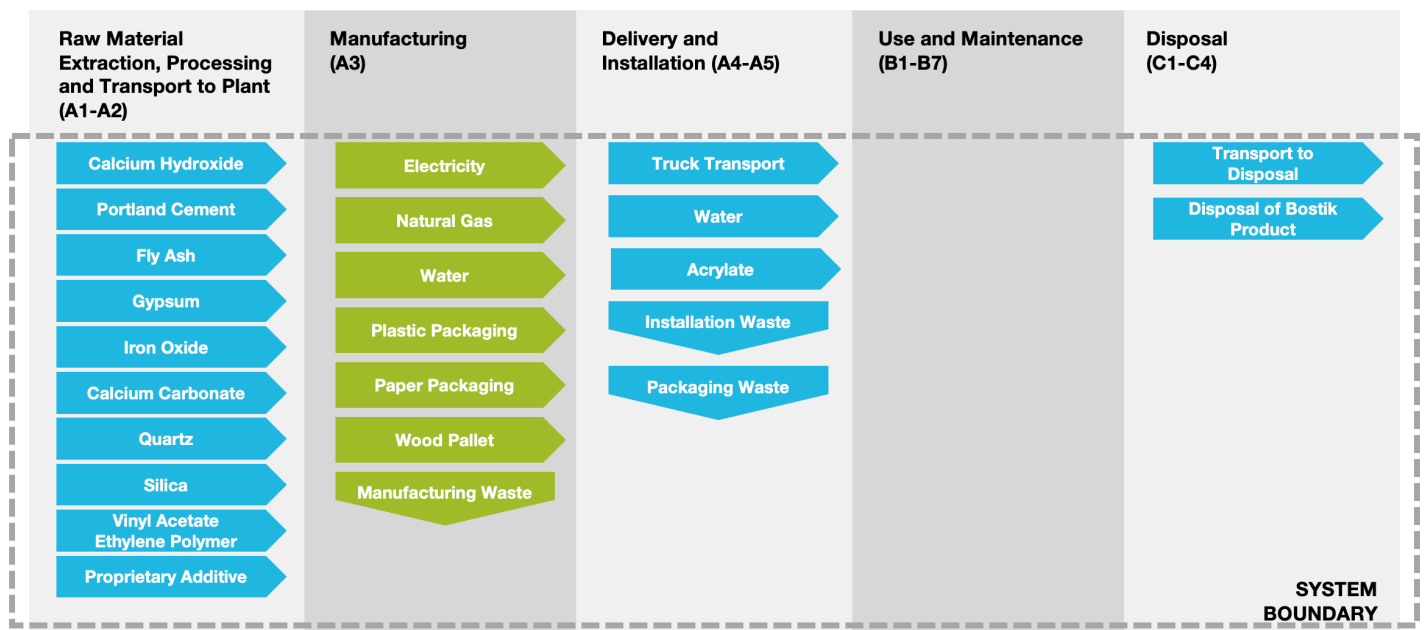 Raw Material
Extraction, Processing
and Transport to Plant
(A1-A2)
Calcium Hydroxide
Portland Cement
Fly Ash
Gypsum
Iron Oxide
Calcium Carbonate
Quartz
Silica
Vinyl Acetate
Ethylene Polymer
Proprietary Additive
Manufacturing
(A3)
Electricity
Natural Gas
Water
Plastic Packaging
Paper Packaging
Wood Pallet
Manufacturing Waste
Delivery and
Installation (A4-A5)
Truck Transport
Water
Acrylate
Installation Waste
Packaging Waste
Use and Maintenance
(B1-B7)
Disposal
(C1-C4)
Transport to
Disposal
Disposal of Bostik
Product
SYSTEM
BOUNDARY